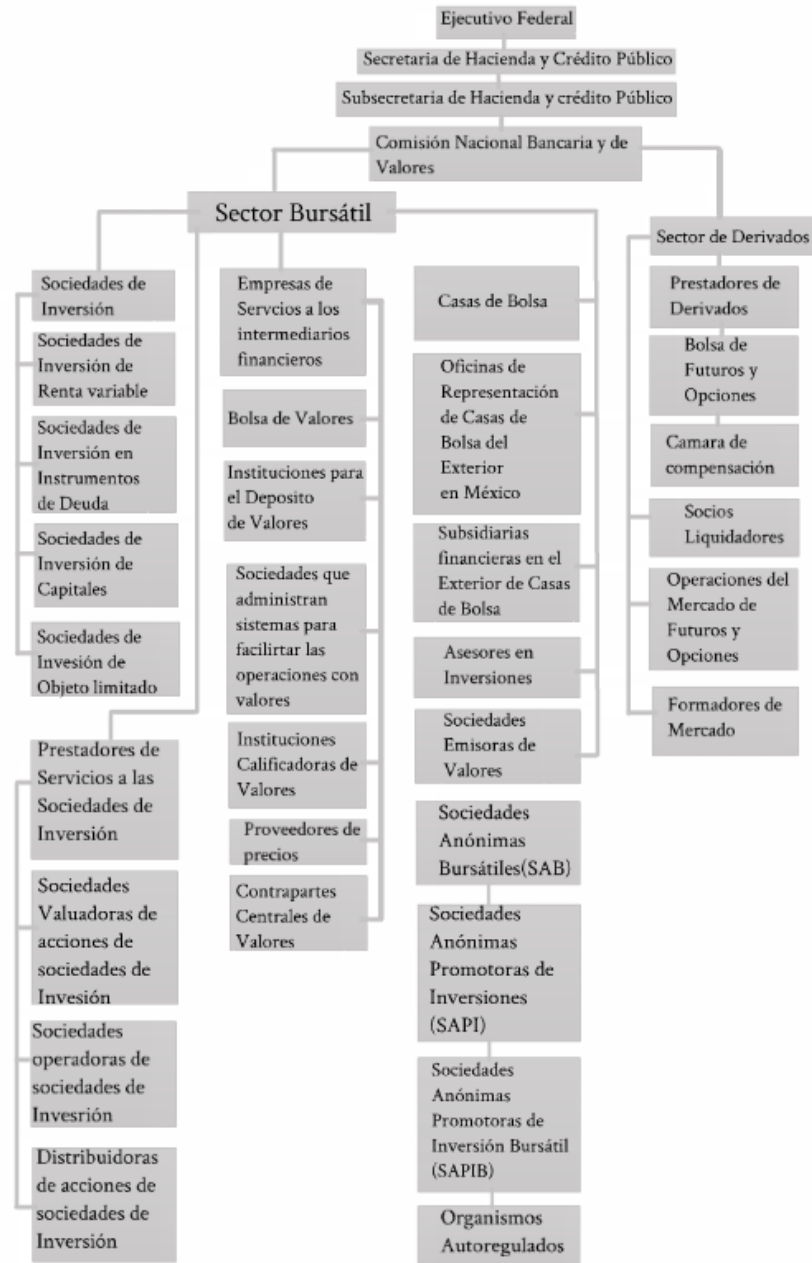 Ejecutivo Federal
Secretaria de Hacienda y Crédito Público
Subsecretaria de Hacienda y crédito Público
Comisión Nacional Bancaria y de
Valores
Sector Bursátil
Sociedades de
Inversión
Sociedades de
Inversión de
Renta variable
Sociedades de
Inversión en
Instrumentos
de Deuda
Sociedades de
Inversión de
Capitales
Sociedades de
Invesión de
Objeto limitado
Prestadores de
Servicios a las
Sociedades de
Inversión
Sociedades
Valuadoras de
acciones de
sociedades de
Invesión
Sociedades
operadoras de
sociedades de
Invesrión
Distribuidoras
de acciones de
sociedades de
Inversión
Empresas de
Servcios a los
intermediarios
financieros
Bolsa de Valores
Instituciones para
el Deposito
de Valores
Sociedades que
administran
sistemas para
facilirtar las
operaciones con
valores
Instituciones
Calificadoras de
Valores
Proveedores de
precios
Contrapartes
Centrales de
Valores
Casas de Bolsa
Oficinas de
Representación
de Casas de
Bolsa del
Exterior
en México
Subsidiarias
financieras en el
Exterior de Casas
de Bolsa
Asesores en
Inversiones
Sociedades
Emisoras de
Valores
Sociedades
Anónimas
Bursátiles(SAB)
Sociedades
Anónimas
Promotoras de
Inversiones
(SAPI)
Sociedades
Anónimas
Promotoras de
Inversión Bursátil
(SAPIB)
Organismos
Autoregulados
Sector de Derivados
Prestadores de
Derivados
Bolsa de
Futuros y
Opciones
Camara de
compensación
Socios
Liquidadores
Operaciones del
Mercado de
Futuros y
Opciones
Formadores de
Mercado